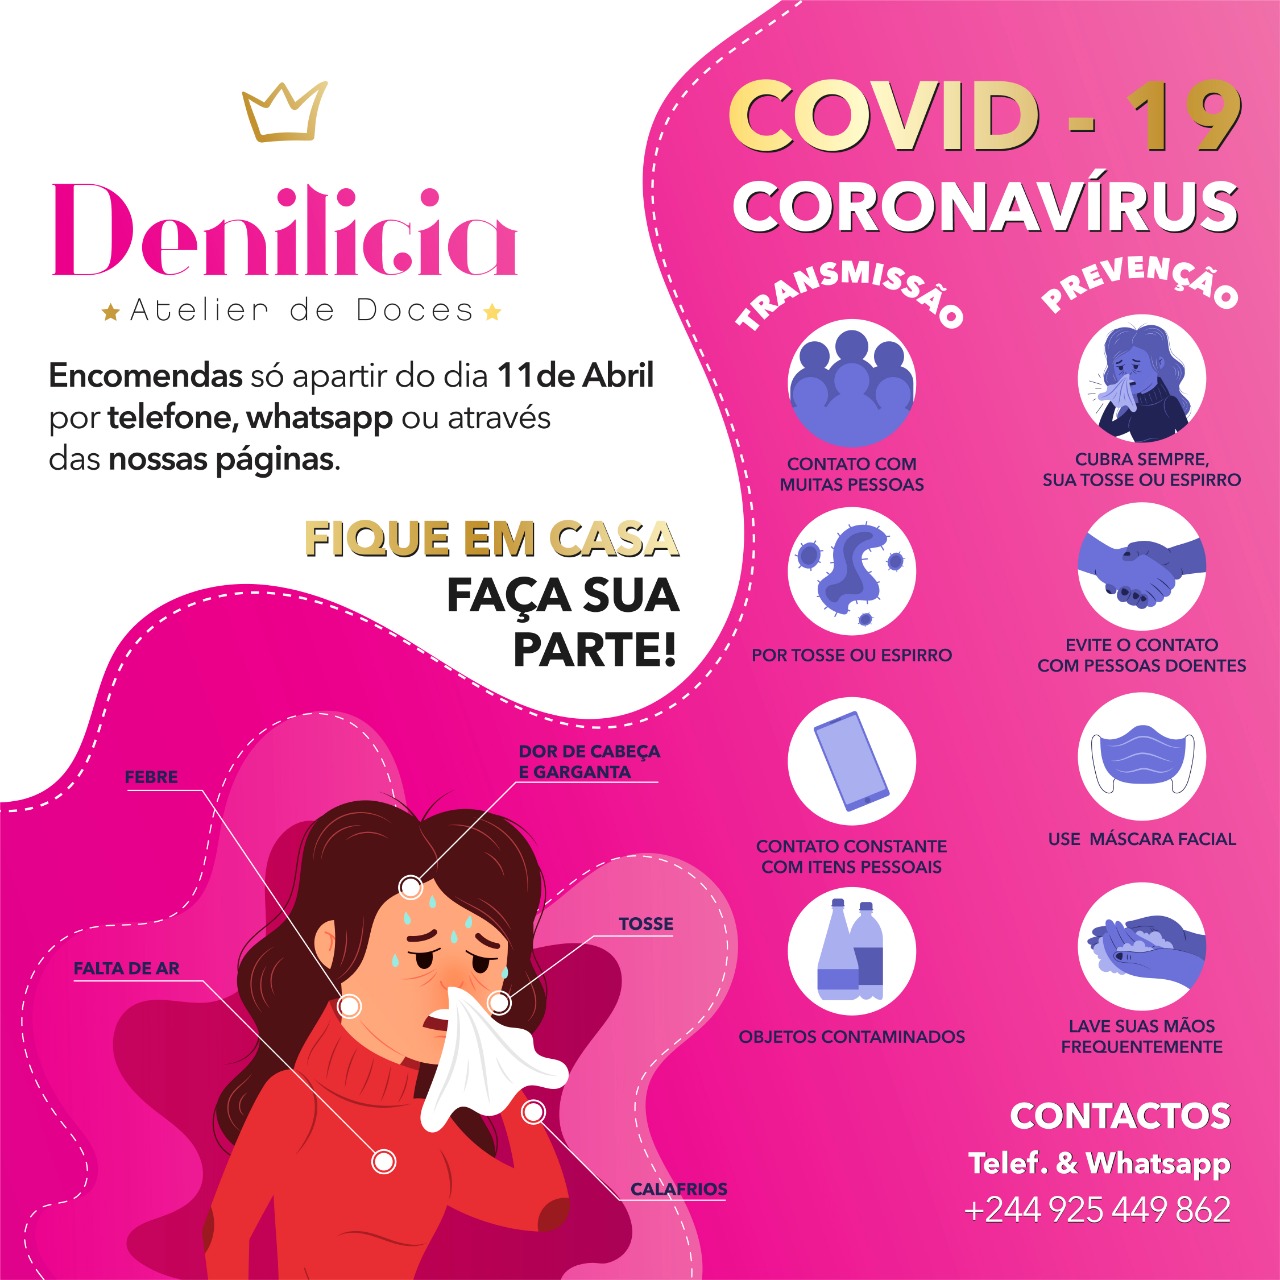 Denilicia
Atelier de Doces
Encomendas só apartir do dia 11de Abril
por telefone, whatsapp ou através
das nossas páginas.
FIQUE EM CASA
FAÇA SUA
PARTE!
COVID - 19
CORONAVÍRUS
TRANSMISSÃO
CONTATO COM
MUITAS PESSOAS
POR TOSSE OU ESPIRRO
CONTATO CONSTANTE
COM ITENS PESSOAIS
OBJETOS CONTAMINADOS
PREVENÇÃO
CUBRA SEMPRE,
SUA TOSSE OU ESPIRRO
EVITE O CONTATO
COM PESSOAS DOENTES
USE MÁSCARA FACIAL
LAVE SUAS MÃOS
FREQUENTEMENTE
FEBRE
DOR DE CABEÇA
E GARGANTA
TOSSE
FALTA DE AR
CALAFRIOS
CONTACTOS
Telef. & Whatsapp
+244 925 449 862